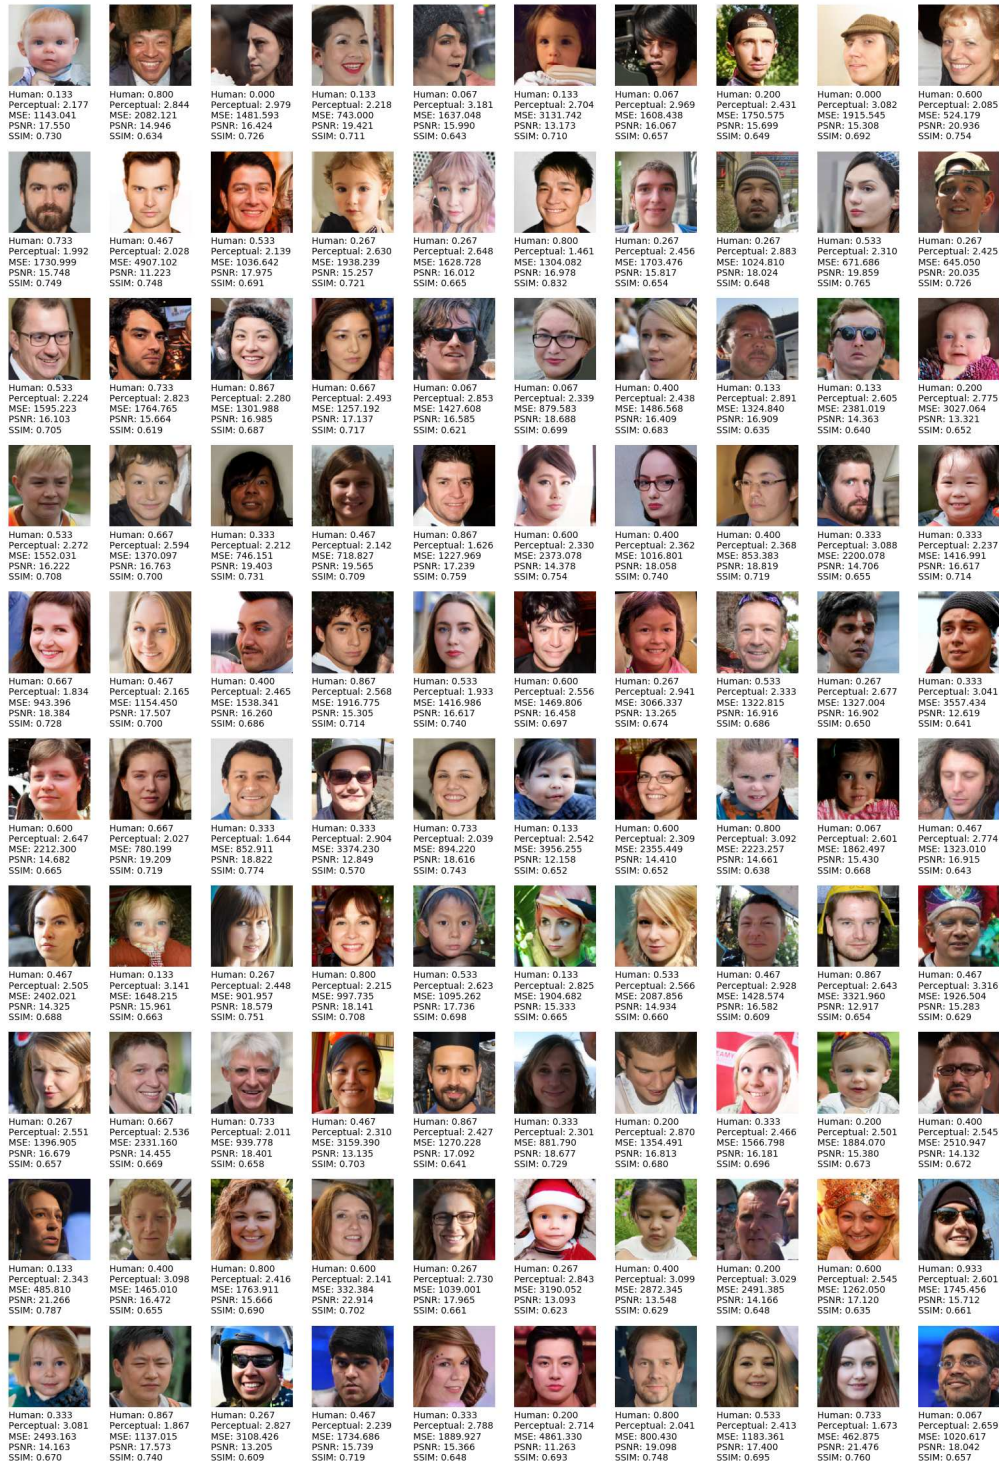 Human: 0.133
Perceptual: 2.177
MSE: 1143.041
PSNR: 17.550
SSIM: 0.730
Human: 0.800
Perceptual: 2.844
MSE: 2082.121
PSNR: 14.946
SSIM: 0.634
Human: 0.000
Perceptual: 2.979
MSE: 1481.593
PSNR: 16.424
SSIM: 0.726
Human: 0.133
Perceptual: 2.218
MSE: 743.000
PSNR: 19.421
SSIM: 0.711
Human: 0.067
Perceptual: 3.181
MSE: 1637.048
PSNR: 15.990
SSIM: 0.643
Human: 0.133
Perceptual: 2.704
MSE: 3131.742
PSNR: 13.173
SSIM: 0.710
Human: 0.067
Perceptual: 2.969
MSE: 1608.438
PSNR: 16.067
SSIM: 0.657
Human: 0.200
Perceptual: 2.431
MSE: 1750.575
PSNR: 15.699
SSIM: 0.649
Human: 0.000
Perceptual: 3.082
MSE: 1915.545
PSNR: 15.308
SSIM: 0.692
Human: 0.600
Perceptual: 2.085
MSE: 524.179
PSNR: 20.936
SSIM: 0.754
Human: 0.733
Perceptual: 1.992
MSE: 1730.999
PSNR: 15.748
SSIM: 0.749
Human: 0.467
Perceptual: 2.028
MSE: 4907.102
PSNR: 11.223
SSIM: 0.748
Human: 0.533
Perceptual: 2.139
MSE: 1036.642
PSNR: 17.975
SSIM: 0.691
Human: 0.267
Perceptual: 2.630
MSE: 1938.239
PSNR: 15.257
SSIM: 0.721
Human: 0.267
Perceptual: 2.648
MSE: 1628.728
PSNR: 16.012
SSIM: 0.665
Human: 0.800
Perceptual: 1.461
MSE: 1304.082
PSNR: 16.978
SSIM: 0.832
Human: 0.267
Perceptual: 2.456
MSE: 1703.476
PSNR: 15.817
SSIM: 0.654
Human: 0.267
Perceptual: 2.883
MSE: 1024.810
PSNR: 18.024
SSIM: 0.648
Human: 0.533
Perceptual: 2.310
MSE: 671.686
PSNR: 19.859
SSIM: 0.765
Human: 0.267
Perceptual: 2.425
MSE: 645.050
PSNR: 20.035
SSIM: 0.726
Human: 0.533
Perceptual: 2.224
MSE: 1595.223
PSNR: 16.103
SSIM: 0.705
Human: 0.733
Perceptual: 2.823
MSE: 1764.765
PSNR: 15.664
SSIM: 0.619
Human: 0.867
Perceptual: 2.280
MSE: 1301.988
PSNR: 16.985
SSIM: 0.687
Human: 0.667
Perceptual: 2.493
MSE: 1257.192
PSNR: 17.137
SSIM: 0.717
Human: 0.067
Perceptual: 2.853
MSE: 1427.608
PSNR: 16.585
SSIM: 0.621
Human: 0.067
Perceptual: 2.339
MSE: 879.583
PSNR: 18.688
SSIM: 0.699
Human: 0.400
Perceptual: 2.438
MSE: 1486.568
PSNR: 16.409
SSIM: 0.683
Human: 0.133
Perceptual: 2.891
MSE: 1324.840
PSNR: 16.909
SSIM: 0.635
Human: 0.133
Perceptual: 2.605
MSE: 2381.019
PSNR: 14.363
SSIM: 0.640
Human: 0.200
Perceptual: 2.775
MSE: 3027.064
PSNR: 13.321
SSIM: 0.652
Human: 0.533
Perceptual: 2.272
MSE: 1552.031
PSNR: 16.222
SSIM: 0.708
Human: 0.667
Perceptual: 2.594
MSE: 1370.097
PSNR: 16.763
SSIM: 0.700
Human: 0.333
Perceptual: 2.212
MSE: 746.151
PSNR: 19.403
SSIM: 0.731
Human: 0.467
Perceptual: 2.142
MSE: 718.827
PSNR: 19.565
SSIM: 0.709
Human: 0.867
Perceptual: 1.626
MSE: 1227.969
PSNR: 17.239
SSIM: 0.759
Human: 0.600
Perceptual: 2.330
MSE: 2373.078
PSNR: 14.378
SSIM: 0.754
Human: 0.400
Perceptual: 2.362
MSE: 1016.801
PSNR: 18.058
SSIM: 0.740
Human: 0.400
Perceptual: 2.368
MSE: 853.383
PSNR: 18.819
SSIM: 0.719
Human: 0.333
Perceptual: 3.088
MSE: 2200.078
PSNR: 14.706
SSIM: 0.655
Human: 0.333
Perceptual: 2.237
MSE: 1416.991
PSNR: 16.617
SSIM: 0.714
Human: 0.667
Perceptual: 1.834
MSE: 943.396
PSNR: 18.384
SSIM: 0.728
Human: 0.467
Perceptual: 2.165
MSE: 1154.450
PSNR: 17.507
SSIM: 0.700
Human: 0.400
Perceptual: 2.465
MSE: 1538.341
PSNR: 16.260
SSIM: 0.686
Human: 0.867
Perceptual: 2.568
MSE: 1916.775
PSNR: 15.305
SSIM: 0.714
Human: 0.533
Perceptual: 1.933
MSE: 1416.986
PSNR: 16.617
SSIM: 0.740
Human: 0.600
Perceptual: 2.556
MSE: 1469.806
PSNR: 16.458
SSIM: 0.697
Human: 0.267
Perceptual: 2.941
MSE: 3066.337
PSNR: 13.265
SSIM: 0.674
Human: 0.533
Perceptual: 2.333
MSE: 1322.815
PSNR: 16.916
SSIM: 0.686
Human: 0.267
Perceptual: 2.677
MSE: 1327.004
PSNR: 16.902
SSIM: 0.650
Human: 0.333
Perceptual: 3.041
MSE: 3557.434
PSNR: 12.619
SSIM: 0.641
Human: 0.600
Perceptual: 2.647
MSE: 2212.300
PSNR: 14.682
SSIM: 0.665
Human: 0.667
Perceptual: 2.027
MSE: 780.199
PSNR: 19.209
SSIM: 0.719
Human: 0.333
Perceptual: 1.644
MSE: 852.911
PSNR: 18.822
SSIM: 0.774
Human: 0.333
Perceptual: 2.904
MSE: 3374.230
PSNR: 12.849
SSIM: 0.570
Human: 0.733
Perceptual: 2.039
MSE: 894.220
PSNR: 18.616
SSIM: 0.743
Human: 0.133
Perceptual: 2.542
MSE: 3956.255
PSNR: 12.158
SSIM: 0.652
Human: 0.600
Perceptual: 2.309
MSE: 2355.449
PSNR: 14.410
SSIM: 0.652
Human: 0.800
Perceptual: 3.092
MSE: 2223.257
PSNR: 14.661
SSIM: 0.638
Human: 0.067
Perceptual: 2.601
MSE: 1862.497
PSNR: 15.430
SSIM: 0.668
Human: 0.467
Perceptual: 2.774
MSE: 1323.010
PSNR: 16.915
SSIM: 0.643
Human: 0.467
Perceptual: 2.505
MSE: 2402.021
PSNR: 14.325
SSIM: 0.688
Human: 0.133
Perceptual: 3.141
MSE: 1648.215
PSNR: 15.961
SSIM: 0.663
Human: 0.267
Perceptual: 2.448
MSE: 901.957
PSNR: 18.579
SSIM: 0.751
Human: 0.800
Perceptual: 2.215
MSE: 997.735
PSNR: 18.141
SSIM: 0.708
Human: 0.533
Perceptual: 2.623
MSE: 1095.262
PSNR: 17.736
SSIM: 0.698
Human: 0.133
Perceptual: 2.825
MSE: 1904.682
PSNR: 15.333
SSIM: 0.665
Human: 0.533
Perceptual: 2.566
MSE: 2087.856
PSNR: 14.934
SSIM: 0.660
Human: 0.467
Perceptual: 2.928
MSE: 1428.574
PSNR: 16.582
SSIM: 0.609
Human: 0.867
Perceptual: 2.643
MSE: 3321.960
PSNR: 12.917
SSIM: 0.654
Human: 0.467
Perceptual: 3.316
MSE: 1926.504
PSNR: 15.283
SSIM: 0.629
Human: 0.267
Perceptual: 2.551
MSE: 1396.905
PSNR: 16.679
SSIM: 0.657
Human: 0.667
Perceptual: 2.536
MSE: 2331.160
PSNR: 14.455
SSIM: 0.669
Human: 0.733
Perceptual: 2.011
MSE: 939.778
PSNR: 18.401
SSIM: 0.658
Human: 0.467
Perceptual: 2.310
MSE: 3159.390
PSNR: 13.135
SSIM: 0.703
Human: 0.867
Perceptual: 2.427
MSE: 1270.228
PSNR: 17.092
SSIM: 0.641
Human: 0.333
Perceptual: 2.301
MSE: 881.790
PSNR: 18.677
SSIM: 0.729
Human: 0.200
Perceptual: 2.870
MSE: 1354.491
PSNR: 16.813
SSIM: 0.680
Human: 0.333
Perceptual: 2.466
MSE: 1566.798
PSNR: 16.181
SSIM: 0.696
Human: 0.200
Perceptual: 2.501
MSE: 1884.070
PSNR: 15.380
SSIM: 0.673
Human: 0.400
Perceptual: 2.545
MSE: 2510.947
PSNR: 14.132
SSIM: 0.672
Human: 0.133
Perceptual: 2.343
MSE: 485.810
PSNR: 21.266
SSIM: 0.787
Human: 0.400
Perceptual: 3.098
MSE: 1465.010
PSNR: 16.472
SSIM: 0.655
Human: 0.800
Perceptual: 2.416
MSE: 1763.911
PSNR: 15.666
SSIM: 0.690
Human: 0.600
Perceptual: 2.141
MSE: 332.384
PSNR: 22.914
SSIM: 0.702
Human: 0.267
Perceptual: 2.730
MSE: 1039.001
PSNR: 17.965
SSIM: 0.661
Human: 0.267
Perceptual: 2.843
MSE: 3190.052
PSNR: 13.093
SSIM: 0.623
Human: 0.400
Perceptual: 3.099
MSE: 2872.345
PSNR: 13.548
SSIM: 0.629
Human: 0.200
Perceptual: 3.029
MSE: 2491.385
PSNR: 14.166
SSIM: 0.648
Human: 0.600
Perceptual: 2.545
MSE: 1262.050
PSNR: 17.120
SSIM: 0.635
Human: 0.933
Perceptual: 2.601
MSE: 1745.456
PSNR: 15.712
SSIM: 0.661
Human: 0.333
Perceptual: 3.081
MSE: 2493.163
PSNR: 14.163
SSIM: 0.670
Human: 0.867
Perceptual: 1.867
MSE: 1137.015
PSNR: 17.573
SSIM: 0.740
Human: 0.267
Perceptual: 2.827
MSE: 3108.426
PSNR: 13.205
SSIM: 0.609
Human: 0.467
Perceptual: 2.239
MSE: 1734.686
PSNR: 15.739
SSIM: 0.719
Human: 0.333
Perceptual: 2.788
MSE: 1889.927
PSNR: 15.366
SSIM: 0.648
Human: 0.200
Perceptual: 2.714
MSE: 4861.330
PSNR: 11.263
SSIM: 0.693
Human: 0.800
Perceptual: 2.041
MSE: 800.430
PSNR: 19.098
SSIM: 0.748
Human: 0.533
Perceptual: 2.413
MSE: 1183.361
PSNR: 17.400
SSIM: 0.695
Human: 0.733
Perceptual: 1.673
MSE: 462.875
PSNR: 21.476
SSIM: 0.760
Human: 0.067
Perceptual: 2.659
MSE: 1020.617
PSNR: 18.042
SSIM: 0.657